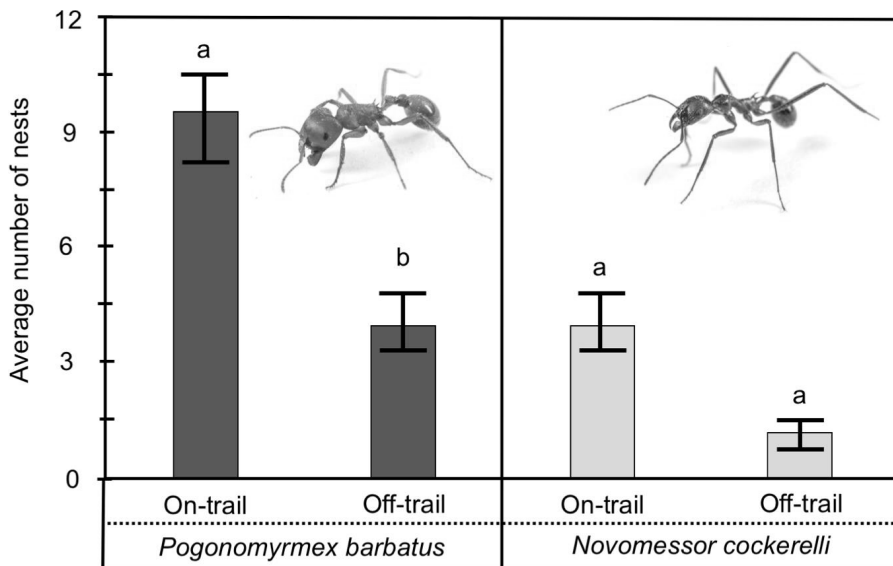 Average number of nests
12
9
6
3
0
a
b
a
a
On-trail
Off-trail
On-trail
Off-trail
Pogonomyrmex barbatus
Novomessor cockerelli